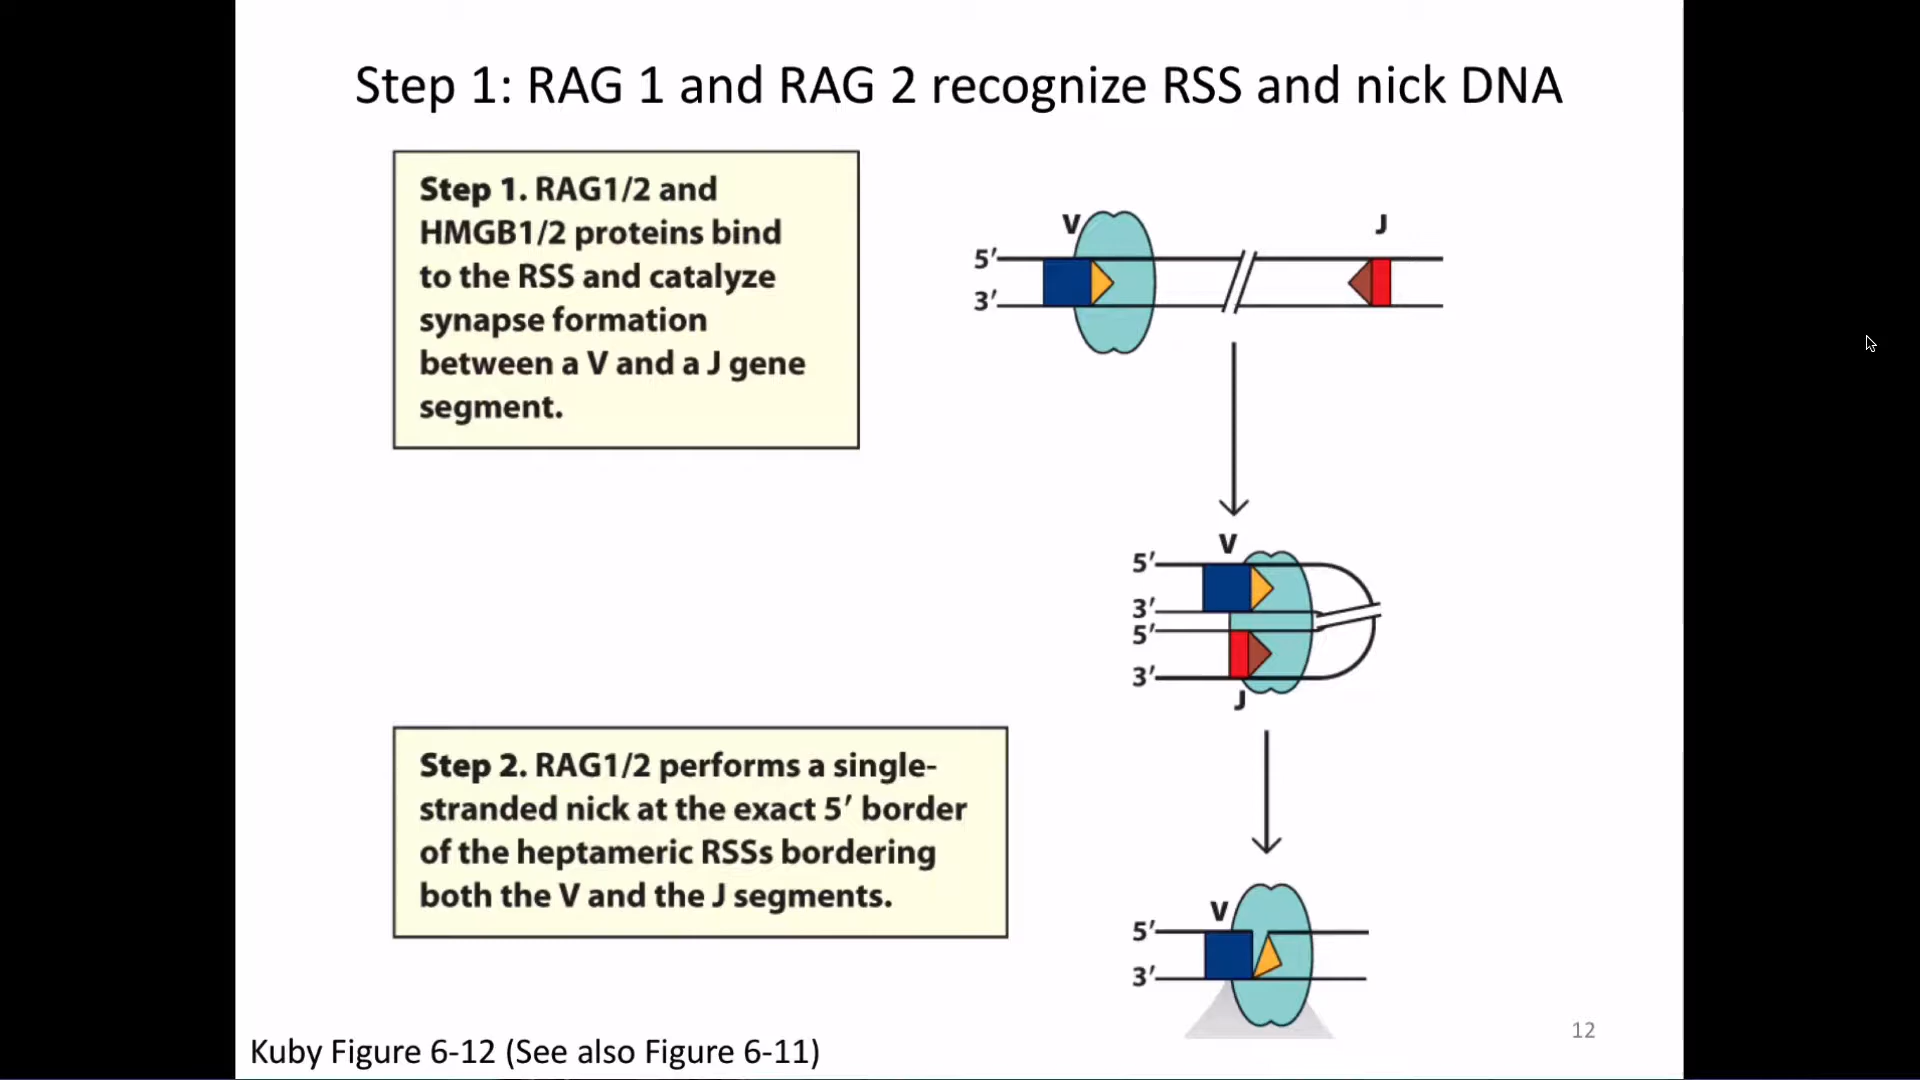 Step 1: RAG 1 and RAG 2 recognize RSS and nick DNA
Step 1. RAG1/2 and
HMGB1/2 proteins bind
to the RSS and catalyze
synapse formation
between a V and a J gene
segment.
V
J
5′
3′
V
5′
3′
5′
3′
J
Step 2. RAG1/2 performs a single-
stranded nick at the exact 5′ border
of the heptameric RSSs bordering
both the V and the J segments.
V
5′
3′
Kuby Figure 6-12 (See also Figure 6-11)
12